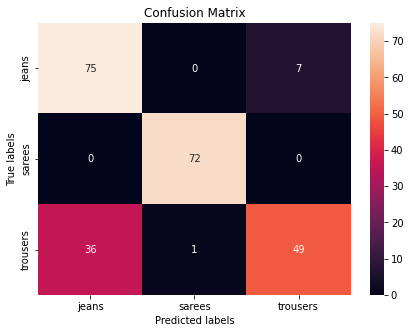 Confusion Matrix
True labels
jeans
75 0 7
sarees
0 72 0
trousers
36 1 49
jeans sarees trousers
Predicted labels
70
60
50
40
30
20
10
0